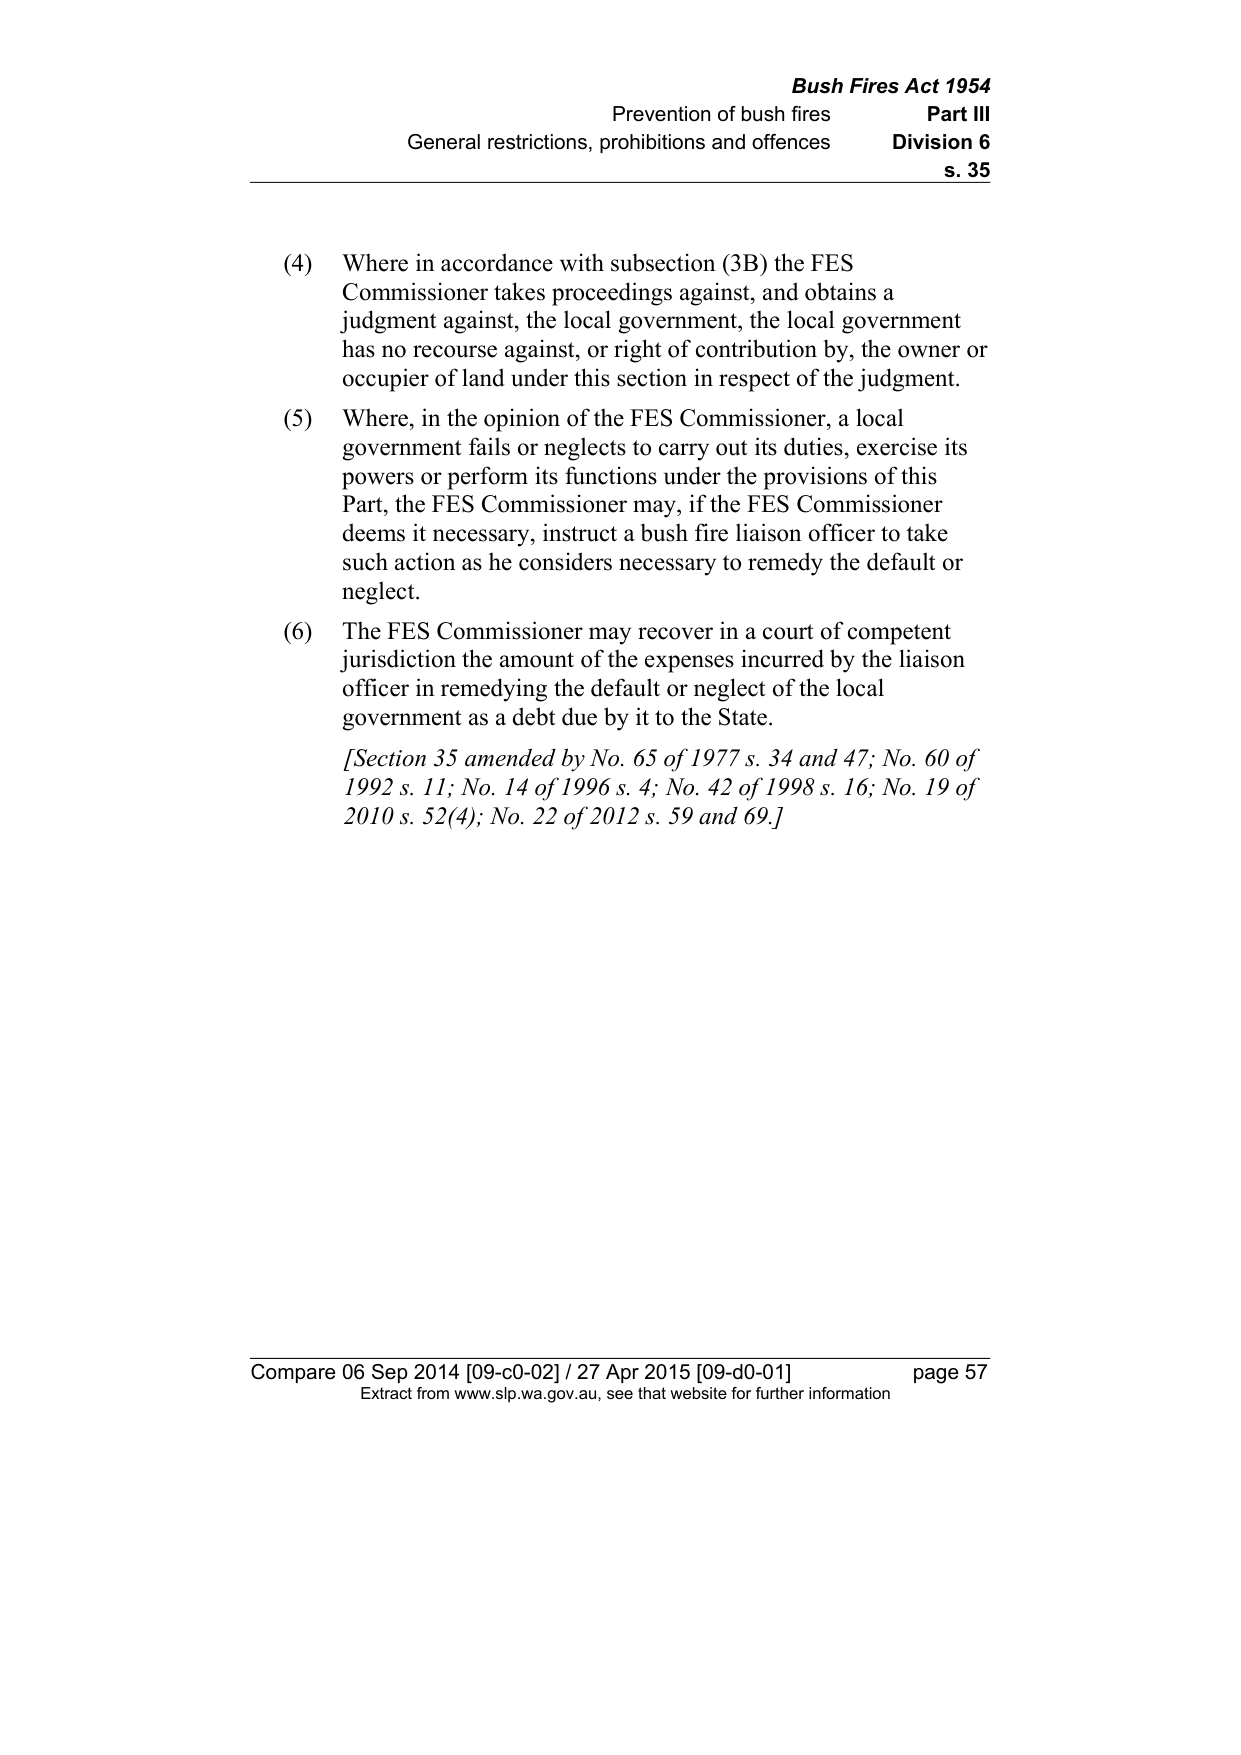 Bush Fires Act 1954
Prevention of bush fires Part III
General restrictions, prohibitions and offences Division 6
s. 35
(4) Where in accordance with subsection (3B) the FES
Commissioner takes proceedings against, and obtains a
judgment against, the local government, the local government
has no recourse against, or right of contribution by, the owner or
occupier of land under this section in respect of the judgment.
(5) Where, in the opinion of the FES Commissioner, a local
government fails or neglects to carry out its duties, exercise its
powers or perform its functions under the provisions of this
Part, the FES Commissioner may, if the FES Commissioner
deems it necessary, instruct a bush fire liaison officer to take
such action as he considers necessary to remedy the default or
neglect.
(6) The FES Commissioner may recover in a court of competent
jurisdiction the amount of the expenses incurred by the liaison
officer in remedying the default or neglect of the local
government as a debt due by it to the State.
[Section 35 amended by No. 65 of 1977 s. 34 and 47; No. 60 of
1992 s. 11; No. 14 of 1996 s. 4; No. 42 of 1998 s. 16; No. 19 of
2010 s. 52(4); No. 22 of 2012 s. 59 and 69.]
Compare 06 Sep 2014 [09-c0-02] / 27 Apr 2015 [09-d0-01] page 57
Extract from www.slp.wa.gov.au, see that website for further information